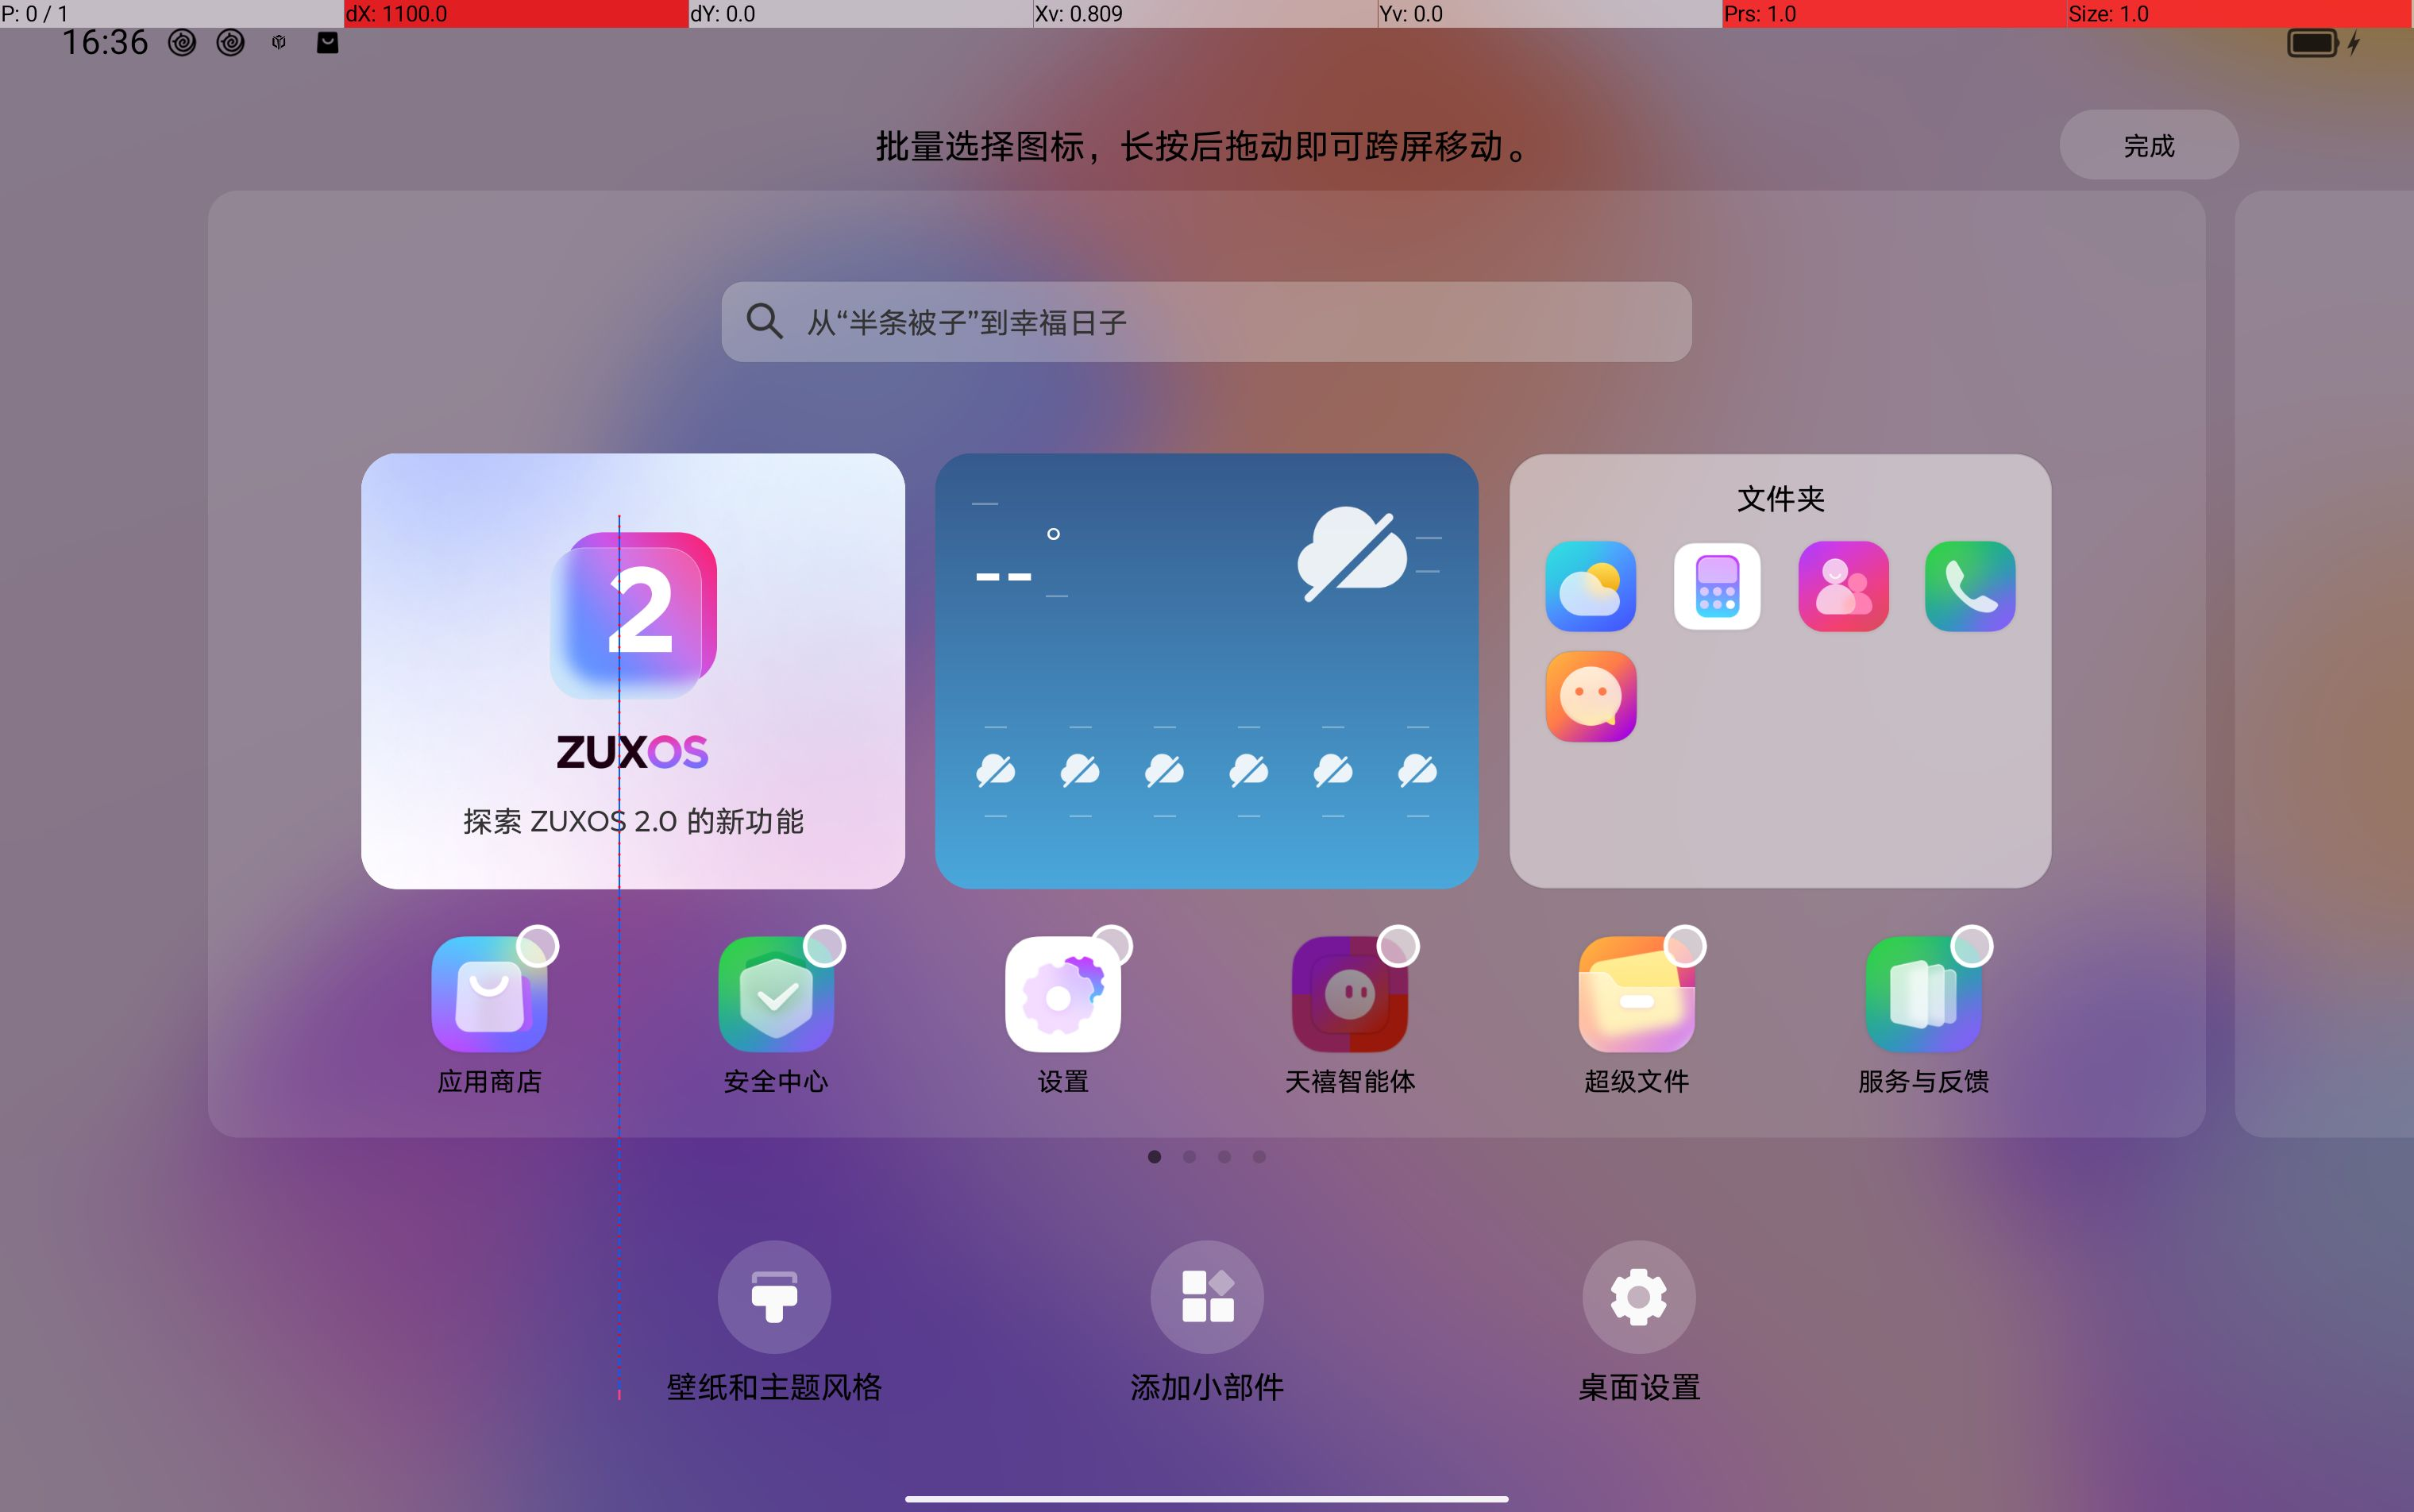 P: 0 / 1 dX: 1100.0 dY: 0.0 Xv: 0.809 Yv: 0.0 Prs: 1.0 Size: 1.0
16:36
批量选择图标，长按后拖动即可跨屏移动。
完成
从“半条被子”到幸福日子
2
ZUXOS
探索 ZUXOS 2.0 的新功能
-- °
文件夹
应用商店 安全中心 设置 天禧智能体 超级文件 服务与反馈
壁纸和主题风格 添加小部件 桌面设置